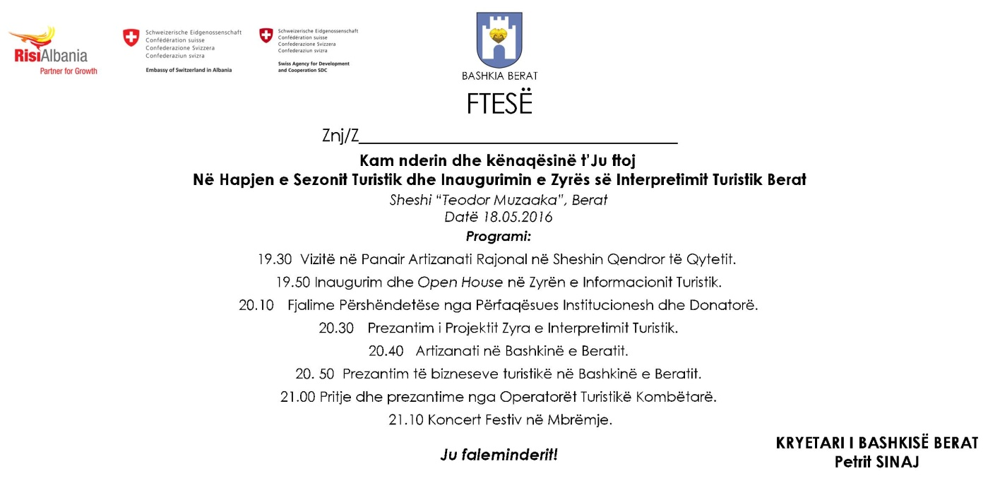 RisiAlbania
Partner for Growth
Schweizerische Eidgenossenschaft
Confédération suisse
Confederazione Svizzera
Confederaziun svizra
Embassy of Switzerland in Albania
Schweizerische Eidgenossenschaft
Confédération suisse
Confederazione Svizzera
Confederaziun svizra
Swiss Agency for Development
and Cooperation SDC
BASHKIA BERAT
FTESË
Znj/Z___________________________________
Kam nderin dhe kënaqësinë t'Ju ftoj
Në Hapjen e Sezonit Turistik dhe Inaugurimin e Zyrës së Interpretimit Turistik Berat
Sheshi “Teodor Muzaaka”, Berat
Datë 18.05.2016
Programi:
19.30 Vizitë në Panair Artizanati Rajonal në Sheshin Qendror të Qytetit.
19.50 Inaugurim dhe Open House në Zyrën e Informacionit Turistik.
20.10 Fjalime Përshëndetëse nga Përfaqësues Institucionesh dhe Donatorë.
20.30 Prezantim i Projektit Zyra e Interpretimit Turistik.
20.40 Artizanati në Bashkinë e Beratit.
20. 50 Prezantim të bizneseve turistikë në Bashkinë e Beratit.
21.00 Pritje dhe prezantime nga Operatorët Turistikë Kombëtarë.
21.10 Koncert Festiv në Mbrëmje.
Ju faleminderit!
KRYETARI I BASHKISË BERAT
Petrit SINAJ